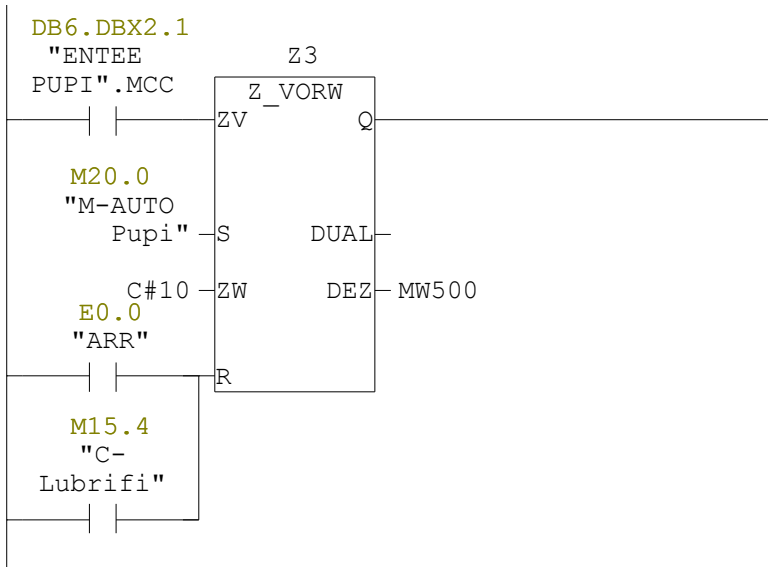 DB6.DBX2.1
"ENTEE
PUPI".MCC
Z3
Z_VORW
ZV
Q
M20.0
"M-AUTO
Pupi"
S
DUAL
C#10
ZW
DEZ
MW500
E0.0
"ARR"
R
M15.4
"C-
Lubrifi"